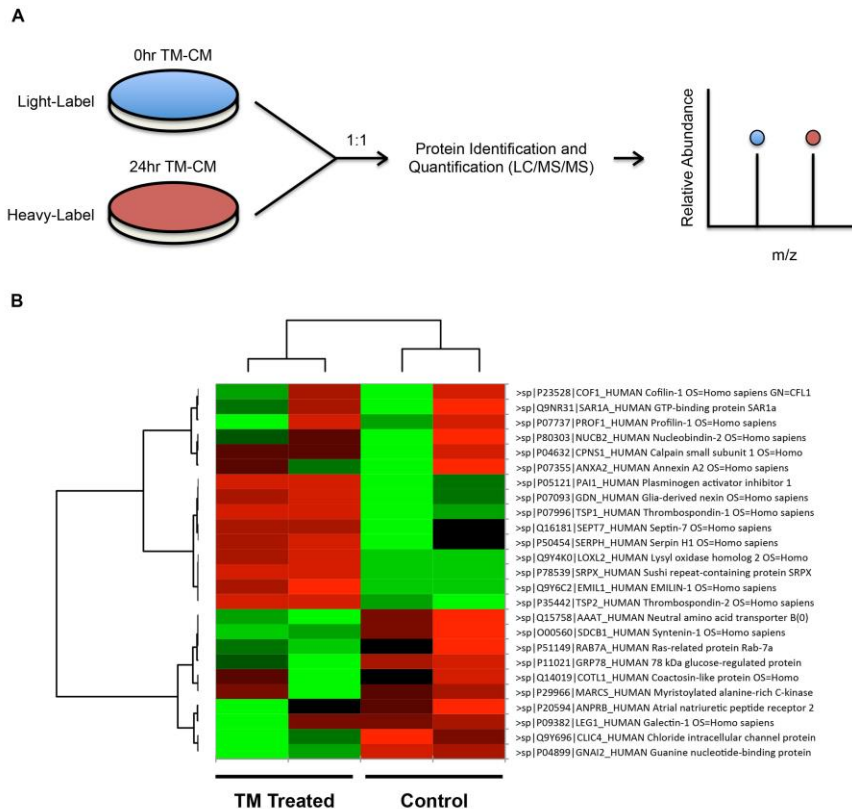 A
0hr TM-CM
Light-Label
1:1
24hr TM-CM
Heavy-Label
Protein Identification and
Quantification (LC/MS/MS)
Relative Abundance
m/z
B
>sp|P23528|COF1_HUMAN Cofilin-1 OS=Homo sapiens GN=CFL1
>sp|Q9NR31|SAR1A_HUMAN GTP-binding protein SAR1a
>sp|P07737|PROF1_HUMAN Profilin-1 OS=Homo sapiens
>sp|P80303|NUCB2_HUMAN Nucleobindin-2 OS=Homo sapiens
>sp|P04632|CPNS1_HUMAN Calpain small subunit 1 OS=Homo
>sp|P07355|ANXA2_HUMAN Annexin A2 OS=Homo sapiens
>sp|P05121|PAI1_HUMAN Plasminogen activator inhibitor 1
>sp|P07093|GDN_HUMAN Glia-derived nexin OS=Homo sapiens
>sp|P07996|TSP1_HUMAN Thrombospondin-1 OS=Homo sapiens
>sp|Q16181|SEPT7_HUMAN Septin-7 OS=Homo sapiens
>sp|P50454|SERPH_HUMAN Serpin H1 OS=Homo sapiens
>sp|Q9Y4K0|LOXL2_HUMAN Lysyl oxidase homolog 2 OS=Homo
>sp|P78539|SRPX_HUMAN Sushi repeat-containing protein SRPX
>sp|Q9Y6C2|EMIL1_HUMAN EMILIN-1 OS=Homo sapiens
>sp|P35442|TSP2_HUMAN Thrombospondin-2 OS=Homo sapiens
>sp|Q15758|AAAT_HUMAN Neutral amino acid transporter B(0)
>sp|O00560|SDCB1_HUMAN Syntenin-1 OS=Homo sapiens
>sp|P51149|RAB7A_HUMAN Ras-related protein Rab-7a
>sp|P11021|GRP78_HUMAN 78 kDa glucose-regulated protein
>sp|Q14019|COTL1_HUMAN Coactosin-like protein OS=Homo
>sp|P29966|MARCS_HUMAN Myristoylated alanine-rich C-kinase
>sp|P20594|ANPRB_HUMAN Atrial natriuretic peptide receptor 2
>sp|P09382|LEG1_HUMAN Galectin-1 OS=Homo sapiens
>sp|Q9Y696|CLIC4_HUMAN Chloride intracellular channel protein
>sp|P04899|GNAI2_HUMAN Guanine nucleotide-binding protein
TM Treated
Control